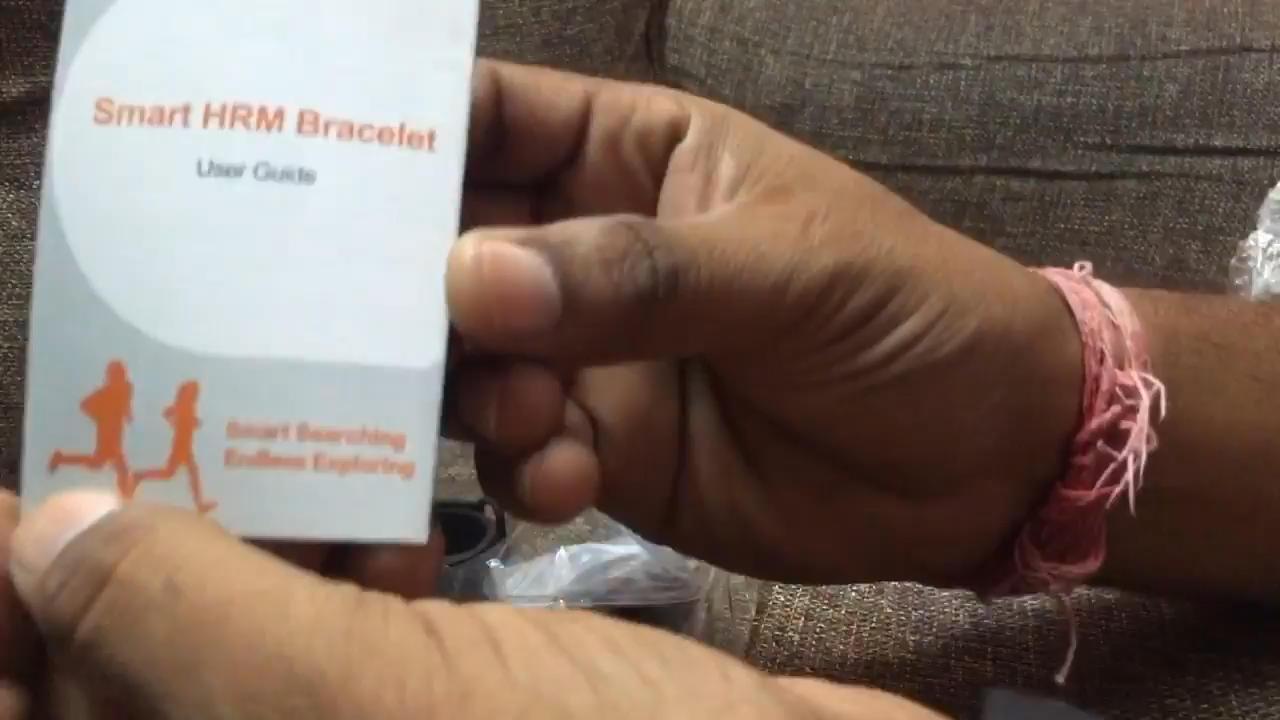 Smart HRM Bracelet
User Guide
Smart Searching
Endless Exploring